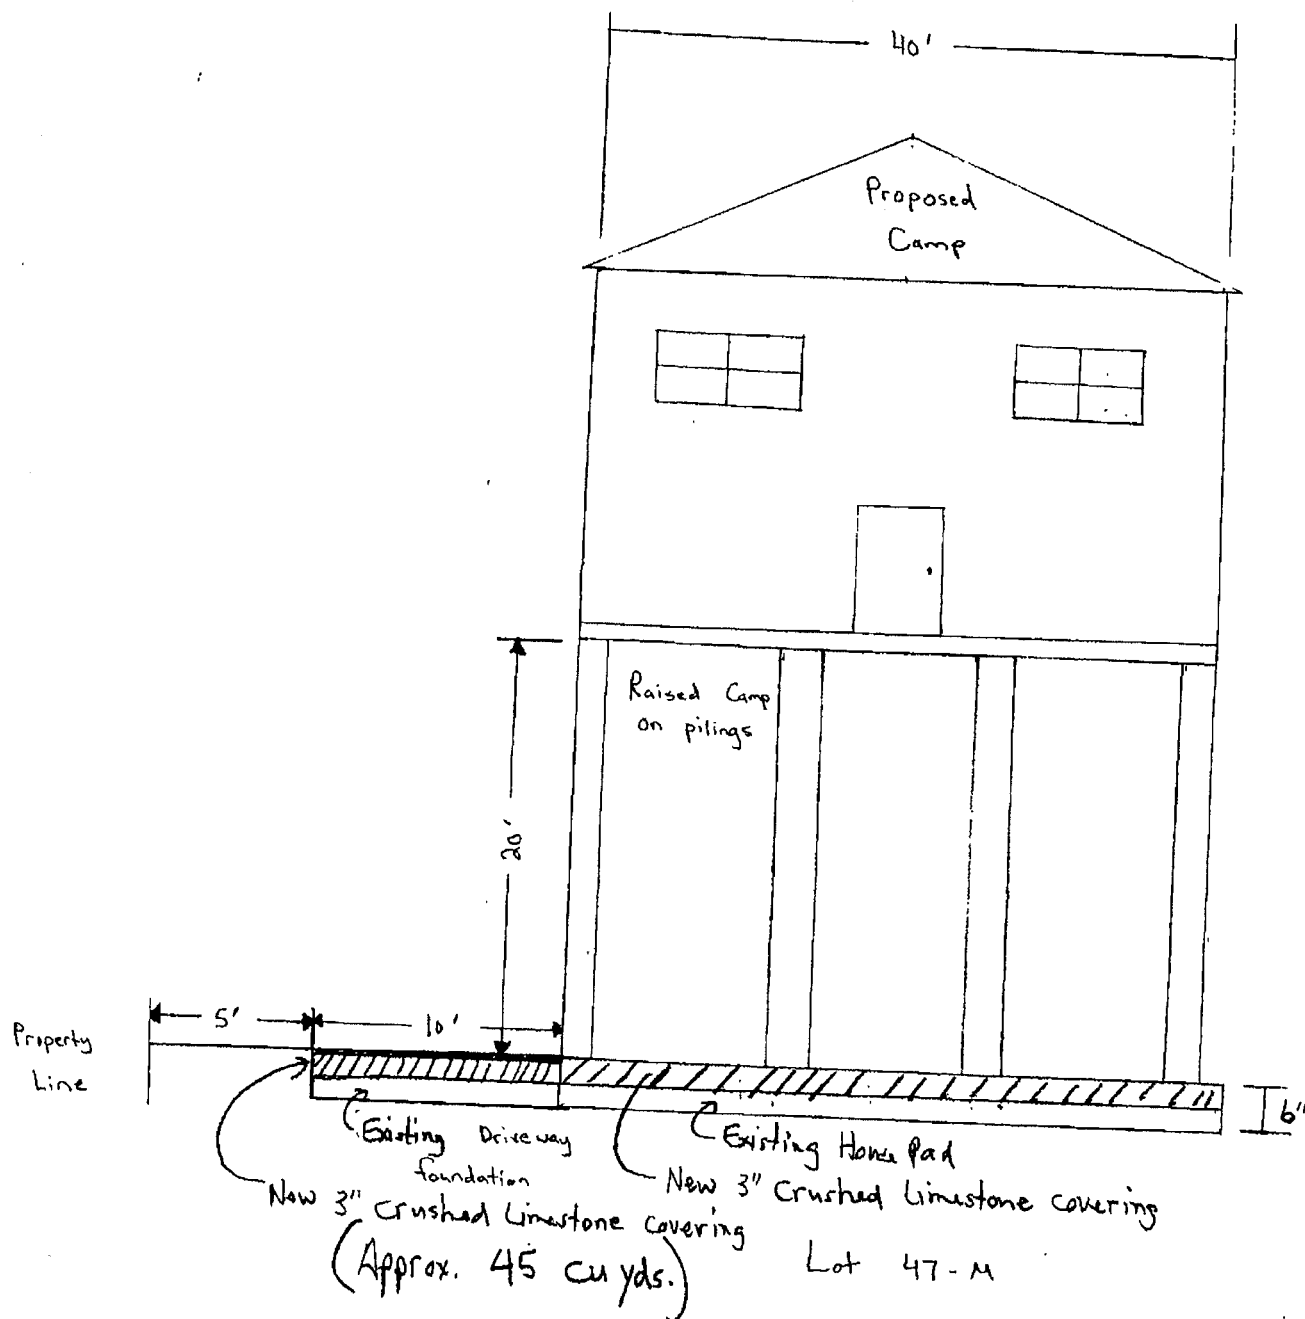 40'
Proposed
Camp
Raised Camp
on pilings
20'
5'
10'
Property
Line
6"
Existing Driveway
foundation
Existing House Pad
New 3" Crushed Limestone covering
New 3" Crushed Limestone covering
(Approx. 45 cu yds.)
Lot 47-M